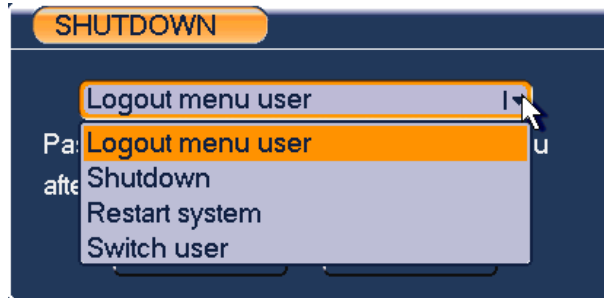 SHUTDOWN
Logout menu user
Logout menu user
Shutdown
Restart system
Switch user